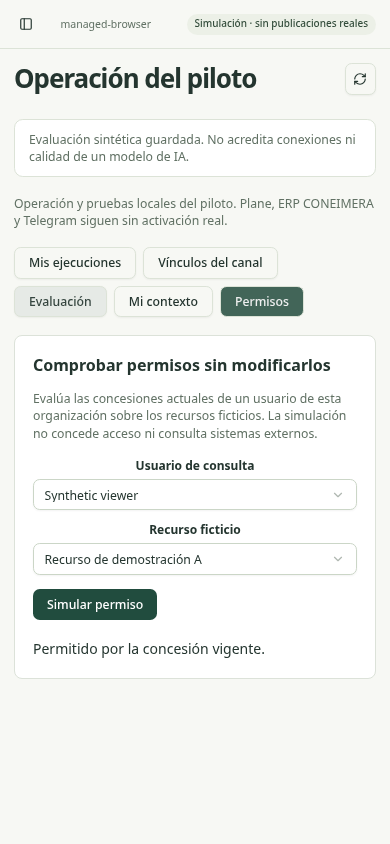 managed-browser
Simulación · sin publicaciones reales
Operación del piloto
Evaluación sintética guardada. No acredita conexiones ni
calidad de un modelo de IA.
Operación y pruebas locales del piloto. Plane, ERP CONEIMERA
y Telegram siguen sin activación real.
Mis ejecuciones
Vínculos del canal
Evaluación
Mi contexto
Permisos
Comprobar permisos sin modificarlos
Evalúa las concesiones actuales de un usuario de esta
organización sobre los recursos ficticios. La simulación
no concede acceso ni consulta sistemas externos.
Usuario de consulta
Synthetic viewer
Recurso ficticio
Recurso de demostración A
Simular permiso
Permitido por la concesión vigente.